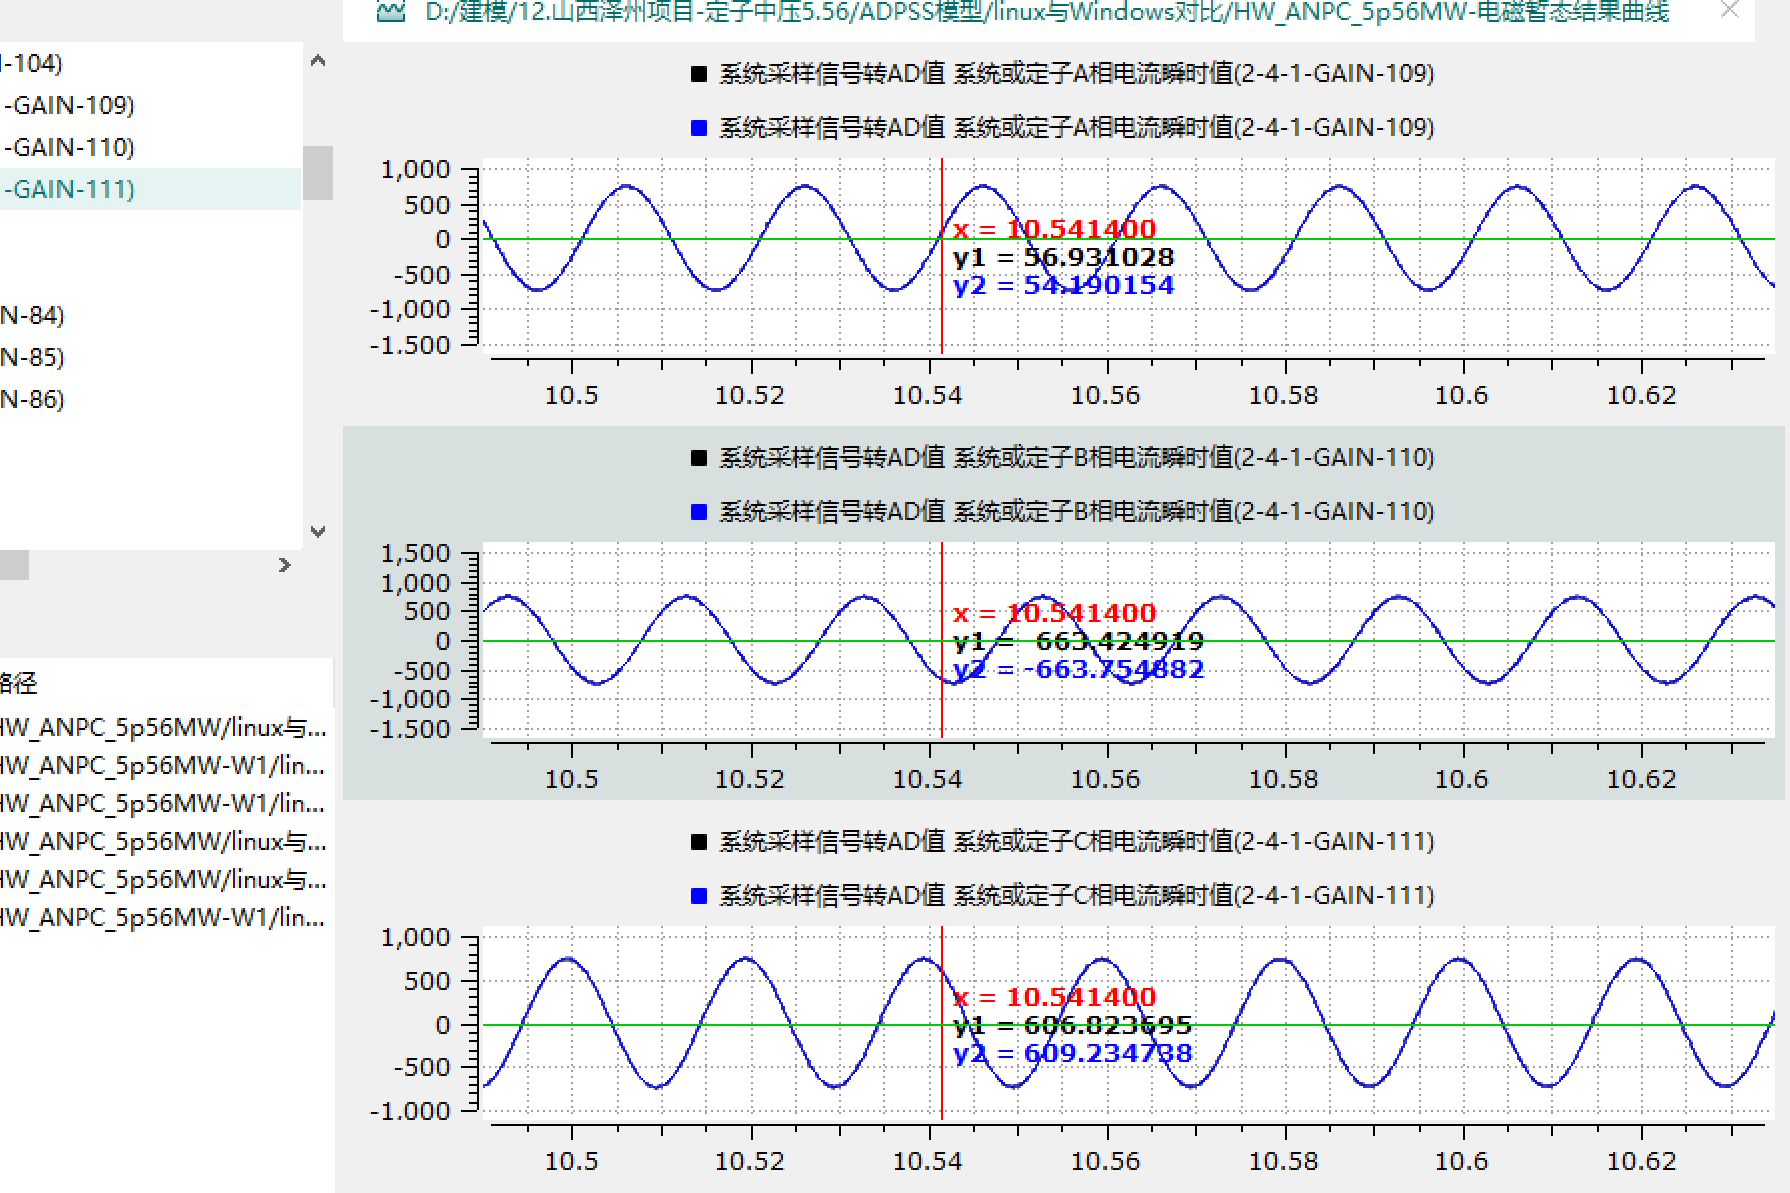 D:/建模/12.山西泽州项目-定子中压5.56/ADPSS模型/linux与Windows对比/HW_ANPC_5p56MW-电磁暂态结果曲线
-104)
-GAIN-109)
-GAIN-110)
-GAIN-111)
N-84)
N-85)
N-86)
路径
HW_ANPC_5p56MW/linux与...
HW_ANPC_5p56MW-W1/lin...
HW_ANPC_5p56MW-W1/lin...
HW_ANPC_5p56MW/linux与...
HW_ANPC_5p56MW/linux与...
HW_ANPC_5p56MW-W1/lin...
系统采样信号转AD值 系统或定子A相电流瞬时值(2-4-1-GAIN-109)
系统采样信号转AD值 系统或定子A相电流瞬时值(2-4-1-GAIN-109)
1,000
500
0
-500
-1,000
-1.500
x = 10.541400
y1 = 56.931028
y2 = 54.190154
10.5 10.52 10.54 10.56 10.58 10.6 10.62
系统采样信号转AD值 系统或定子B相电流瞬时值(2-4-1-GAIN-110)
系统采样信号转AD值 系统或定子B相电流瞬时值(2-4-1-GAIN-110)
1,500
1,000
500
0
-500
-1,000
-1.500
x = 10.541400
y1 = 663.424919
y2 = -663.754882
10.5 10.52 10.54 10.56 10.58 10.6 10.62
系统采样信号转AD值 系统或定子C相电流瞬时值(2-4-1-GAIN-111)
系统采样信号转AD值 系统或定子C相电流瞬时值(2-4-1-GAIN-111)
1,000
500
0
-500
-1.000
x = 10.541400
y1 = 606.823695
y2 = 609.234738
10.5 10.52 10.54 10.56 10.58 10.6 10.62